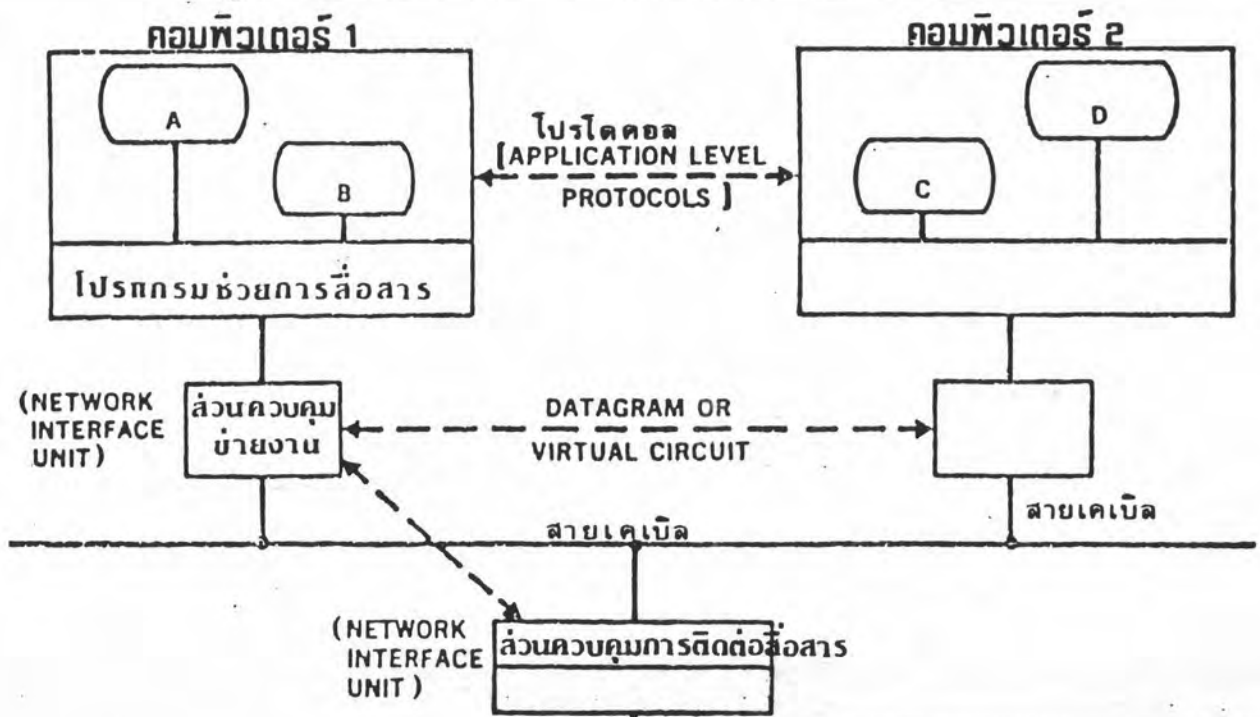 คอมพิวเตอร์ 1
คอมพิวเตอร์ 2
A
B
โปรโตคอล
[APPLICATION LEVEL
PROTOCOLS ]
D
C
โปรแกรมช่วยการสื่อสาร
(NETWORK
INTERFACE
UNIT)
ส่วนควบคุม
ข่ายงาน
DATAGRAM OR
VIRTUAL CIRCUIT
สายเคเบิล
สายเคเบิล
(NETWORK
INTERFACE
UNIT )
ส่วนควบคุมการติดต่อสื่อสาร